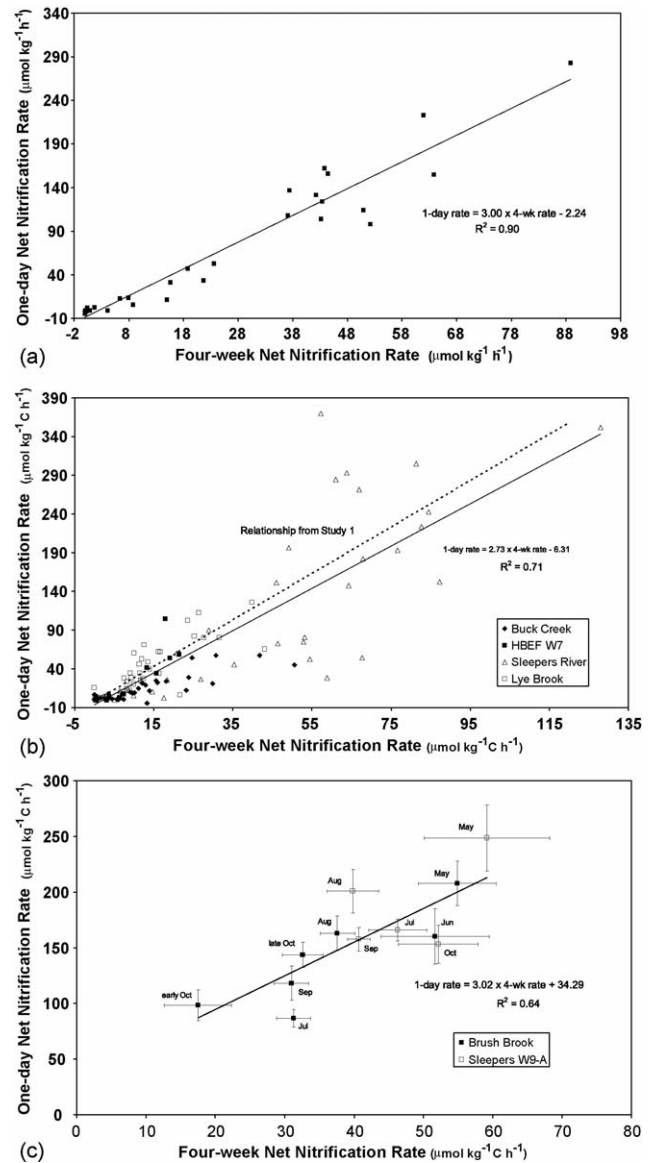 340
290
240
190
140
90
40
-10
One-day Net Nitrification Rate (μmol kg⁻¹h⁻¹)
1-day rate = 3.00 x 4-wk rate - 2.24
R² = 0.90
-2 8 18 28 38 48 58 68 78 88 98
(a) Four-week Net Nitrification Rate (μmol kg⁻¹ h⁻¹)
390
340
290
240
190
140
90
40
-10
One-day Net Nitrification Rate (μmol kg⁻¹C h⁻¹)
Relationship from Study 1
1-day rate = 2.73 x 4-wk rate - 6.31
R² = 0.71
Buck Creek
HBEF W7
Sleepers River
Lye Brook
-5 15 35 55 75 95 115 135
(b) Four-week Net Nitrification Rate (μmol kg⁻¹C h⁻¹)
300
250
200
150
100
50
0
One-day Net Nitrification Rate (μmol kg⁻¹C h⁻¹)
May
May
Aug
Aug
Jul
Jun
late Oct
Sep
Oct
Sep
early Oct
Jul
1-day rate = 3.02 x 4-wk rate + 34.29
R² = 0.64
Brush Brook
Sleepers W9-A
0 10 20 30 40 50 60 70 80
(c) Four-week Net Nitrification Rate (μmol kg⁻¹C h⁻¹)